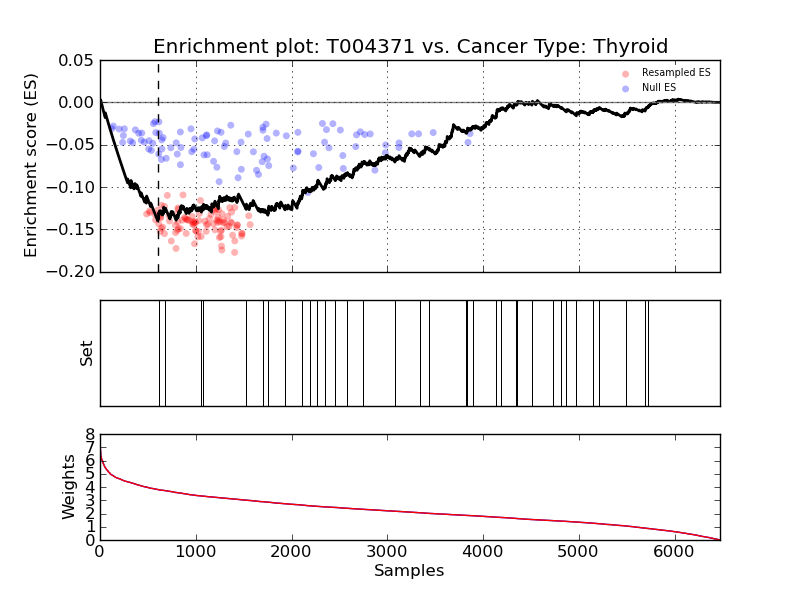 Enrichment plot: T004371 vs. Cancer Type: Thyroid
Enrichment score (ES)
0.05
0.00
−0.05
−0.10
−0.15
−0.20
Resampled ES
Null ES
Set
Weights
8
7
6
5
4
3
2
1
0
0 1000 2000 3000 4000 5000 6000
Samples